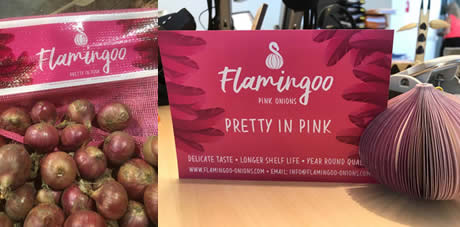 Flamingoo
PRETTY IN PINK
Flamingoo
PINK ONIONS
PRETTY IN PINK
DELICATE TASTE • LONGER SHELF LIFE • YEAR ROUND QUAL
WWW.FLAMINGOO-ONIONS.COM • EMAIL: INFO@FLAMINGOO-ONIONS.COM